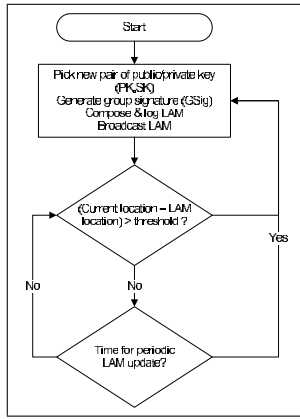 Start
Pick new pair of public/private key
(PK,SK)
Generate group signature (GSig)
Compose & log LAM
Broadcast LAM
(Current location – LAM
location) > threshold ?
Yes
No
No
Time for periodic
LAM update?